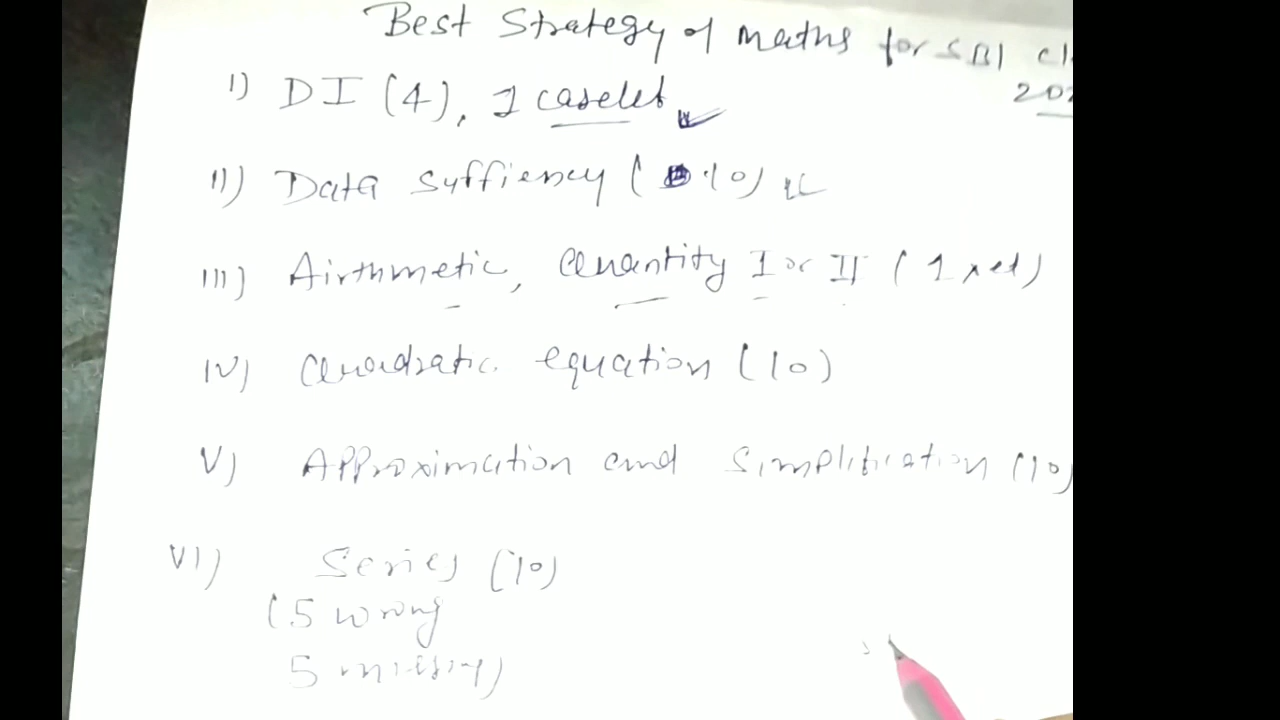 Best Strategy of maths for SBI cl
202
I) DI (4), 1 caselet
II) Data suffiency ( 10)
III) Airthmetic, Quantity I or II (1 set)
IV) Quadratic equation (10)
V) Approximation and Simplification (10)
VI) Series (10)
(5 wrong
5 missing)